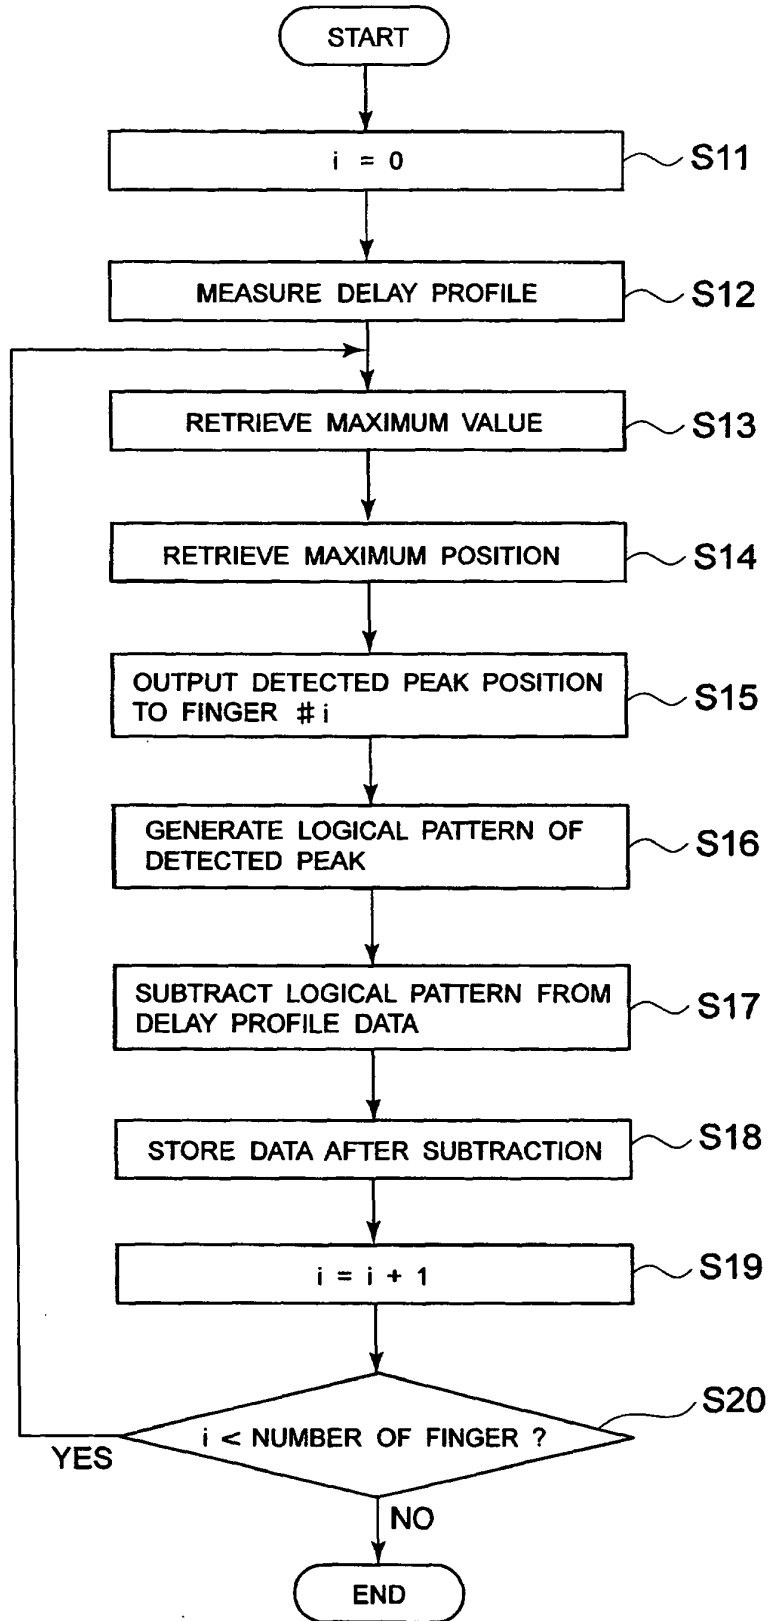 START
i = 0
S11
MEASURE DELAY PROFILE
S12
RETRIEVE MAXIMUM VALUE
S13
RETRIEVE MAXIMUM POSITION
S14
OUTPUT DETECTED PEAK POSITION
TO FINGER #i
S15
GENERATE LOGICAL PATTERN OF
DETECTED PEAK
S16
SUBTRACT LOGICAL PATTERN FROM
DELAY PROFILE DATA
S17
STORE DATA AFTER SUBTRACTION
S18
i = i + 1
S19
i < NUMBER OF FINGER ?
S20
YES
NO
END